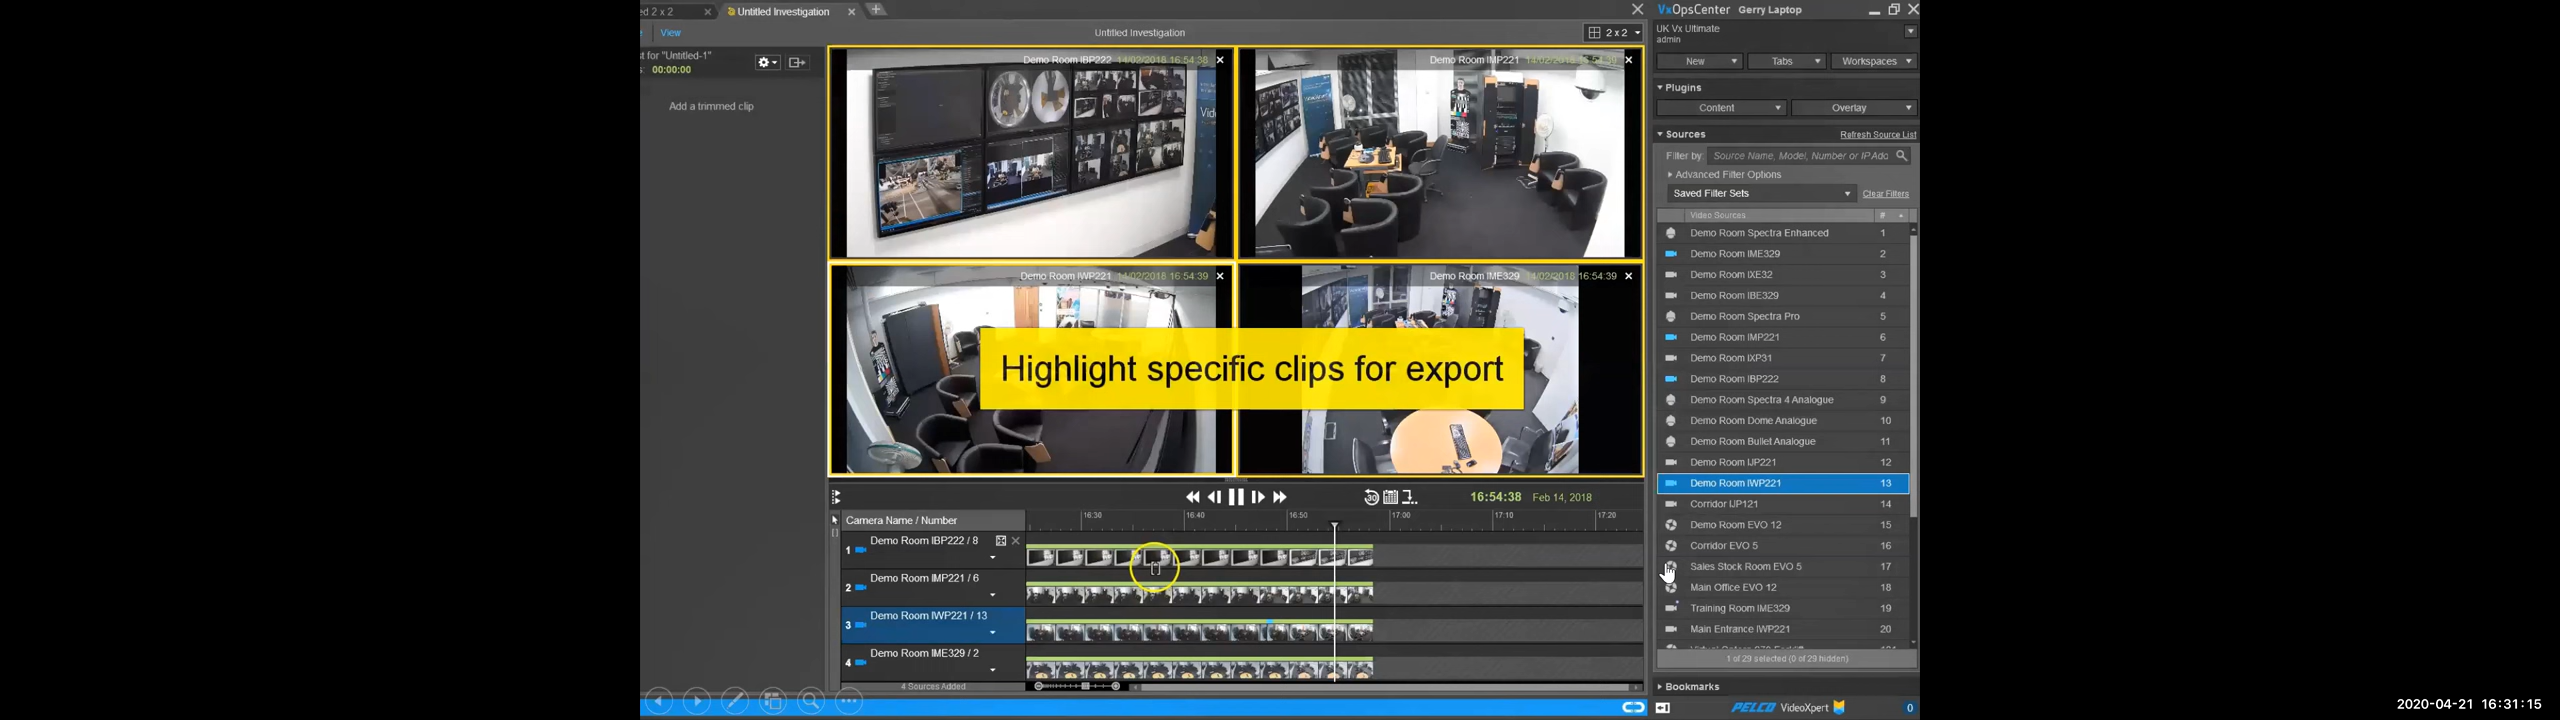 ed 2 x 2
Untitled Investigation
View
Untitled Investigation
2 x 2
t for "Untitled-1"
s: 00:00:00
Add a trimmed clip
Demo Room IBP222 14/02/2018 16:54:38
Demo Room IMP221 14/02/2018 16:54:39
Demo Room IWP221 14/02/2018 16:54:39
Demo Room IME329 14/02/2018 16:54:39
Highlight specific clips for export
30
16:54:38 Feb 14, 2018
Camera Name / Number
16:30 16:40 16:50 17:00 17:10 17:20
1 Demo Room IBP222 / 8
2 Demo Room IMP221 / 6
3 Demo Room IWP221 / 13
4 Demo Room IME329 / 2
4 Sources Added
VxOpsCenter Gerry Laptop
UK Vx Ultimate
admin
New Tabs Workspaces
Plugins
Content Overlay
Sources Refresh Source List
Filter by: Source Name, Model, Number or IP Add
Advanced Filter Options
Saved Filter Sets Clear Filters
Video Sources #
Demo Room Spectra Enhanced 1
Demo Room IME329 2
Demo Room IXE32 3
Demo Room IBE329 4
Demo Room Spectra Pro 5
Demo Room IMP221 6
Demo Room IXP31 7
Demo Room IBP222 8
Demo Room Spectra 4 Analogue 9
Demo Room Dome Analogue 10
Demo Room Bullet Analogue 11
Demo Room IJP221 12
Demo Room IWP221 13
Corridor IJP121 14
Demo Room EVO 12 15
Corridor EVO 5 16
Sales Stock Room EVO 5 17
Main Office EVO 12 18
Training Room IME329 19
Main Entrance IWP221 20
1 of 29 selected (0 of 29 hidden)
Bookmarks
PELCO VideoXpert 0
2020-04-21 16:31:15